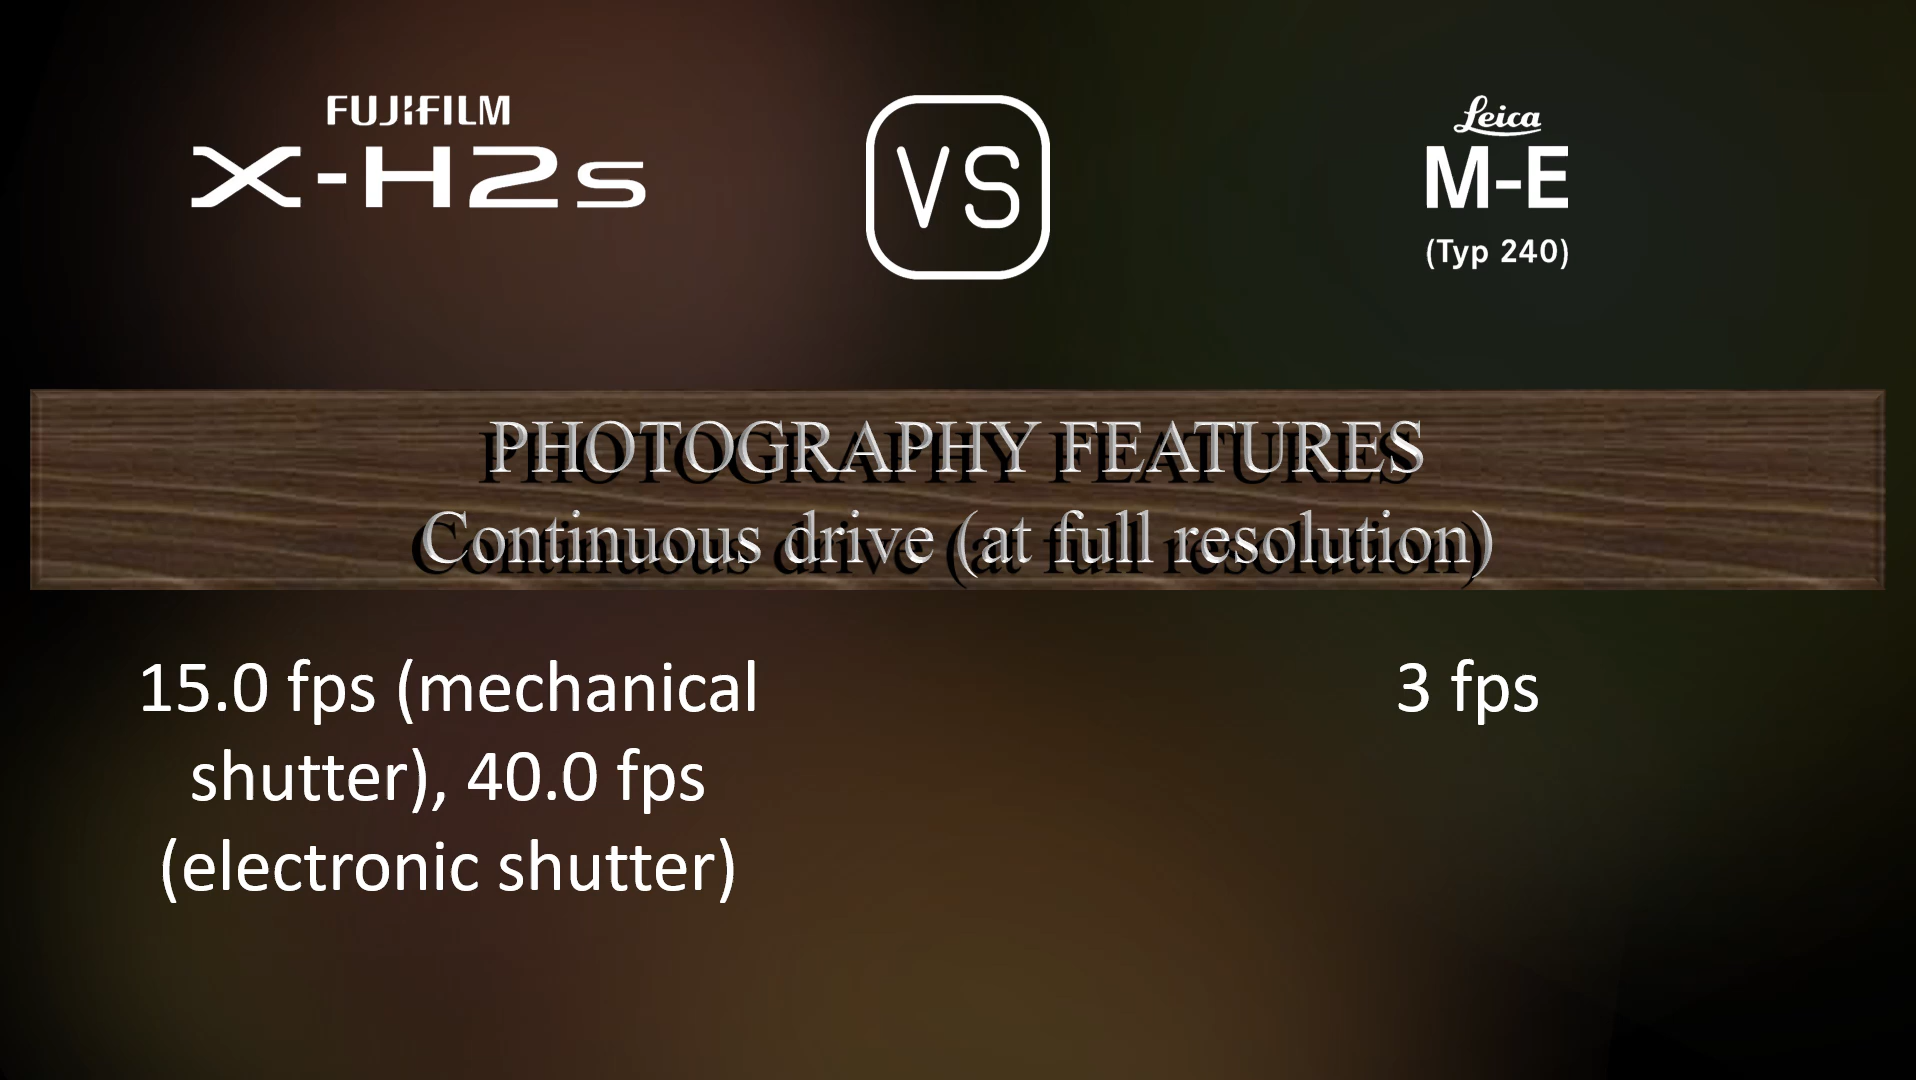 FUJIFILM
X-H2s
VS
Leica
M-E
(Typ 240)
PHOTOGRAPHY FEATURES
Continuous drive (at full resolution)
15.0 fps (mechanical
shutter), 40.0 fps
(electronic shutter)
3 fps